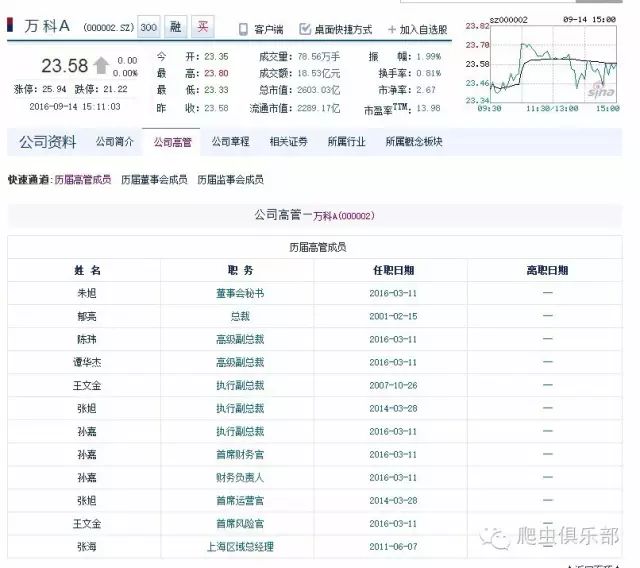 万科A (000002.SZ) 300 融 买 客户端 桌面快捷方式 + 加入自选股
23.58 0.00 0.00%
涨停: 25.94 跌停: 21.22
2016-09-14 15:11:03
今 开: 23.35 成交量: 78.56万手 振 幅: 1.99%
最 高: 23.80 成交额: 18.53亿元 换手率: 0.81%
最 低: 23.33 总市值: 2603.03亿 市净率: 2.67
昨 收: 23.58 流通市值: 2289.17亿 市盈率TTM: 13.98
sz000002 09-14 15:00
23.82
23.70
23.58
23.46
23.34
sina
09:30 11:30/13:00 15:00
公司资料 公司简介 公司高管 公司章程 相关证券 所属行业 所属概念板块
快速通道: 历届高管成员 历届董事会成员 历届监事会成员
公司高管—万科A(000002)
历届高管成员
姓 名 职 务 任职日期 离职日期
朱旭 董事会秘书 2016-03-11 —
郁亮 总裁 2001-02-15 —
陈玮 高级副总裁 2016-03-11 —
谭华杰 高级副总裁 2016-03-11 —
王文金 执行副总裁 2007-10-26 —
张旭 执行副总裁 2014-03-28 —
孙嘉 执行副总裁 2016-03-11 —
孙嘉 首席财务官 2016-03-11 —
孙嘉 财务负责人 2016-03-11 —
张旭 首席运营官 2014-03-28 —
王文金 首席风险官 2016-03-11 —
张海 上海区域总经理 2011-06-07 —
爬虫俱乐部